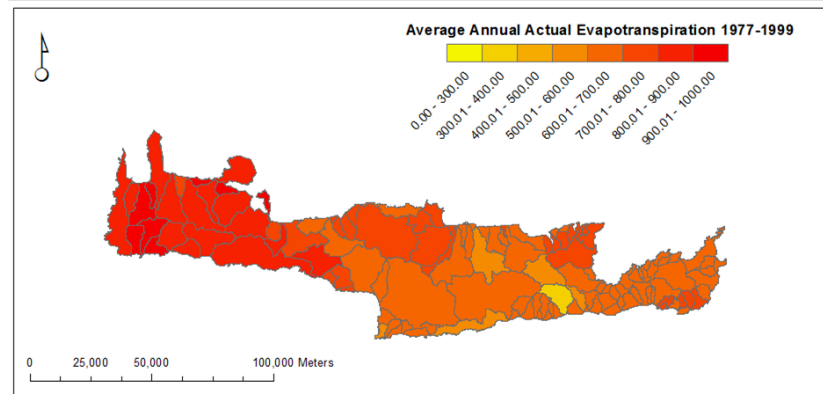 Average Annual Actual Evapotranspiration 1977-1999
0.00 - 300.00
300.01 - 400.00
400.01 - 500.00
500.01 - 600.00
600.01 - 700.00
700.01 - 800.00
800.01 - 900.00
900.01 - 1000.00
0 25,000 50,000 100,000 Meters